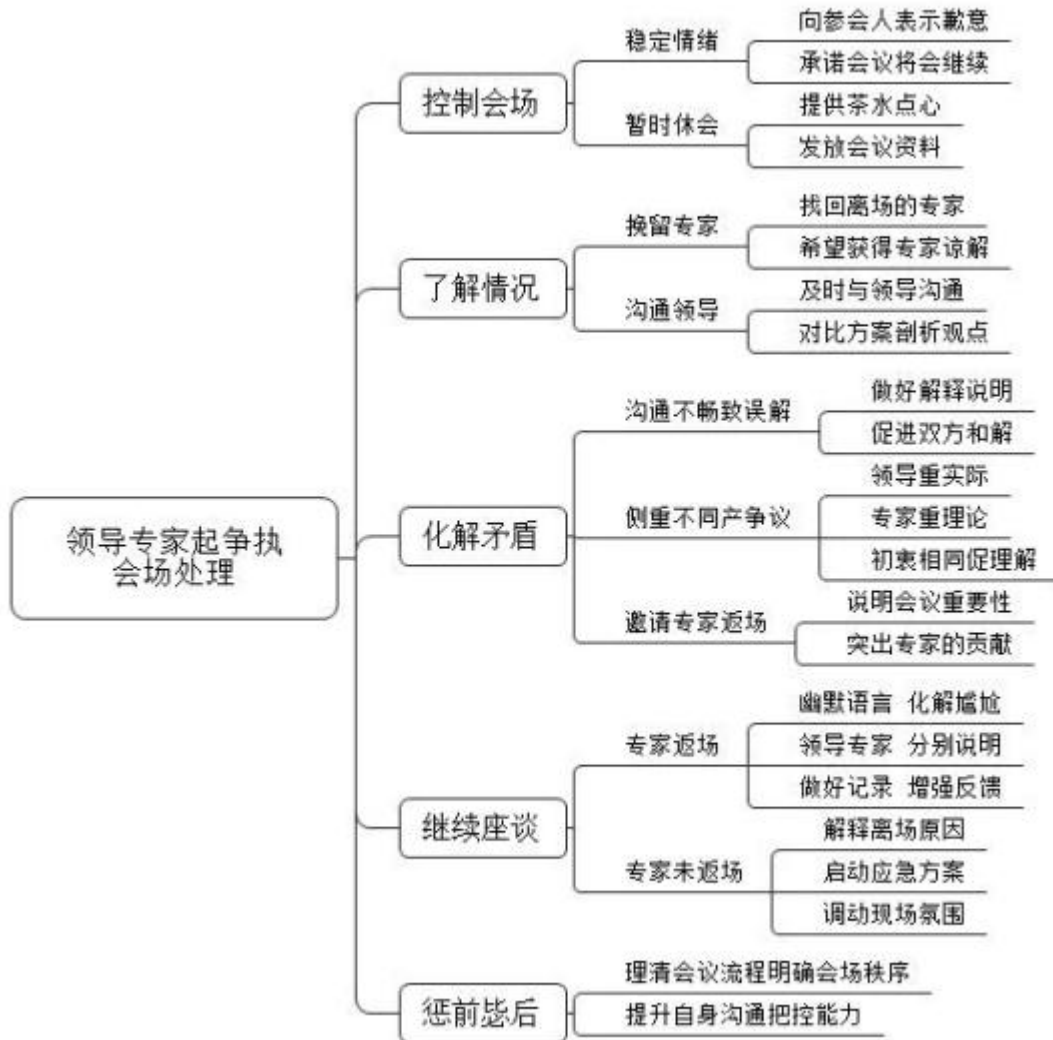 领导专家起争执
会场处理
控制会场
稳定情绪
向参会人表示歉意
承诺会议将会继续
暂时休会
提供茶水点心
发放会议资料
了解情况
挽留专家
找回离场的专家
希望获得专家谅解
沟通领导
及时与领导沟通
对比方案剖析观点
化解矛盾
沟通不畅致误解
做好解释说明
促进双方和解
侧重不同产争议
领导重实际
专家重理论
初衷相同促理解
邀请专家返场
说明会议重要性
突出专家的贡献
继续座谈
专家返场
幽默语言 化解尴尬
领导专家 分别说明
做好记录 增强反馈
专家未返场
解释离场原因
启动应急方案
调动现场氛围
惩前毖后
理清会议流程明确会场秩序
提升自身沟通把控能力